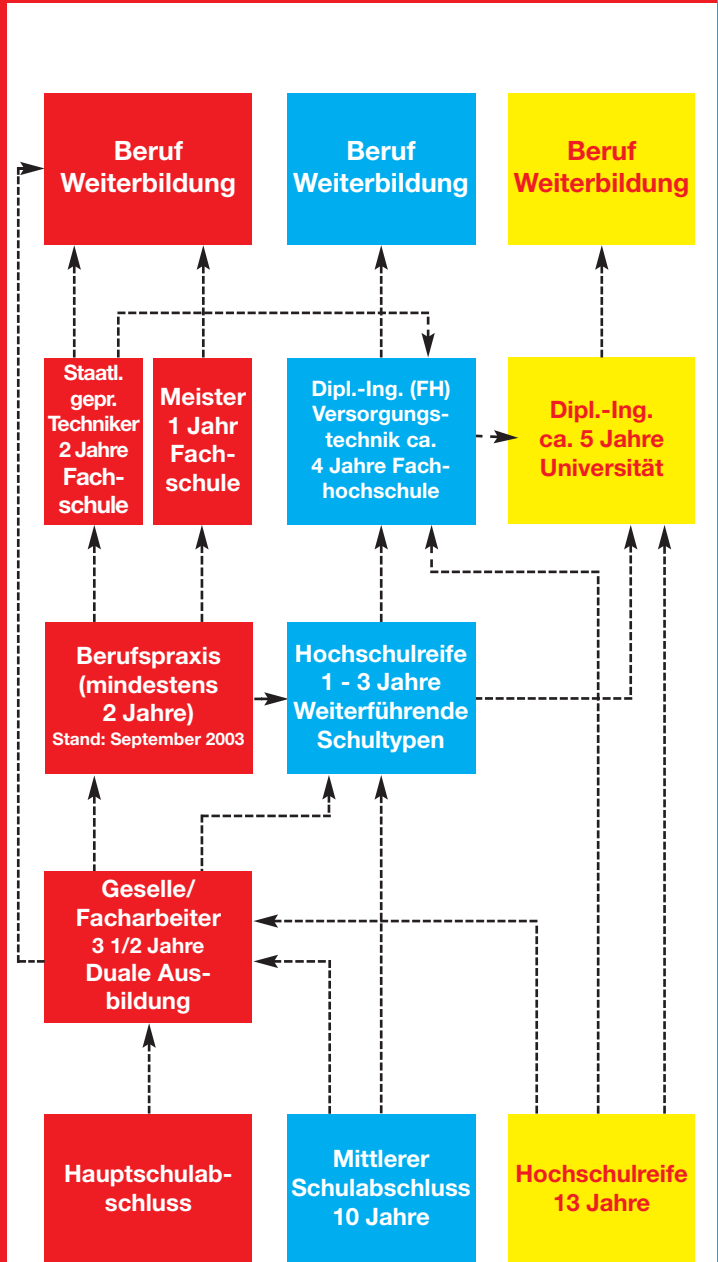 Beruf
Weiterbildung
Beruf
Weiterbildung
Beruf
Weiterbildung
Staatl.
gepr.
Techniker
2 Jahre
Fach-
schule
Meister
1 Jahr
Fach-
schule
Dipl.-Ing. (FH)
Versorgungs-
technik ca.
4 Jahre Fach-
hochschule
Dipl.-Ing.
ca. 5 Jahre
Universität
Berufspraxis
(mindestens
2 Jahre)
Stand: September 2003
Hochschulreife
1 - 3 Jahre
Weiterführende
Schultypen
Geselle/
Facharbeiter
3 1/2 Jahre
Duale Aus-
bildung
Hauptschulab-
schluss
Mittlerer
Schulabschluss
10 Jahre
Hochschulreife
13 Jahre